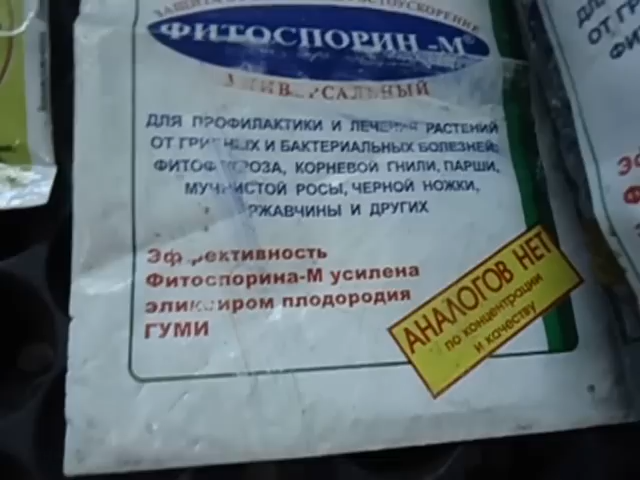 ФИТОСПОРИН-М®
УНИВЕРСАЛЬНЫЙ
ДЛЯ ПРОФИЛАКТИКИ И ЛЕЧЕНИЯ РАСТЕНИЙ
ОТ ГРИБНЫХ И БАКТЕРИАЛЬНЫХ БОЛЕЗНЕЙ:
ФИТОФТОРОЗА, КОРНЕВОЙ ГНИЛИ, ПАРШИ,
МУЧНИСТОЙ РОСЫ, ЧЕРНОЙ НОЖКИ,
РЖАВЧИНЫ И ДРУГИХ
Эффективность
Фитоспорина-М усилена
эликсиром плодородия
ГУМИ
АНАЛОГОВ НЕТ
по концентрации
и качеству